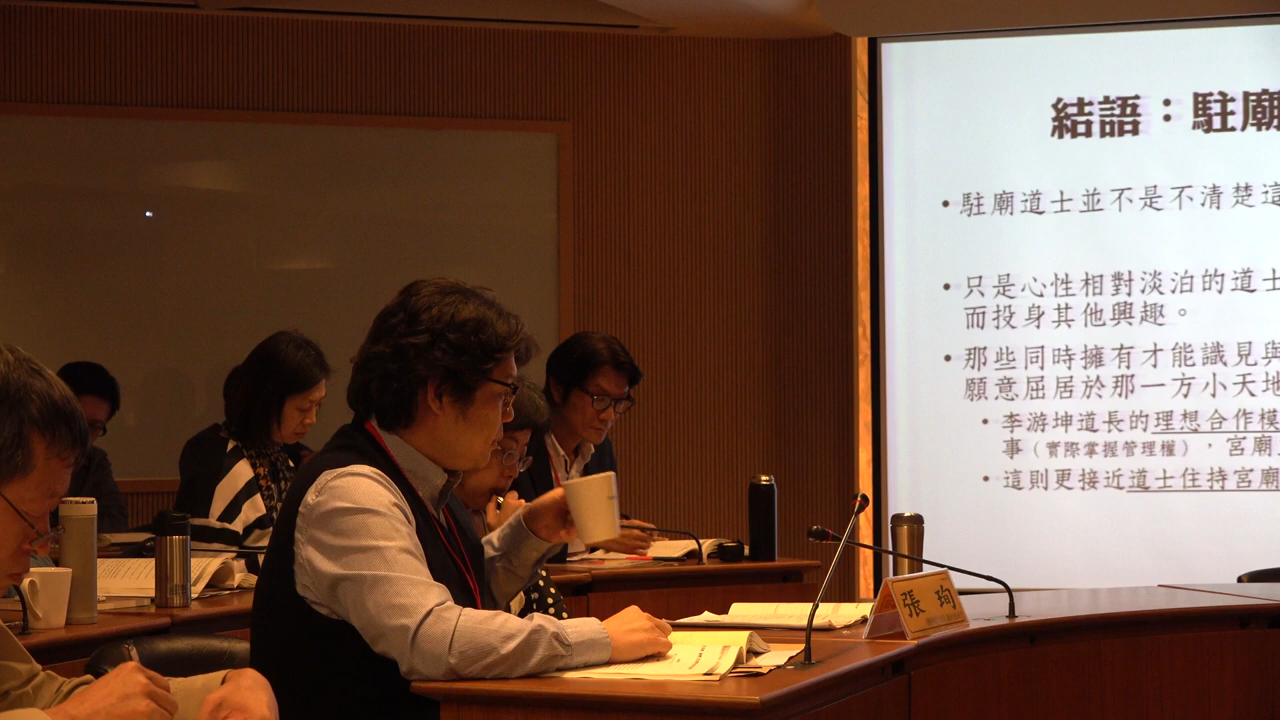 結語：駐廟
• 駐廟道士並不是不清楚這
• 只是心性相對淡泊的道士
而投身其他興趣。
• 那些同時擁有才能識見與
願意屈居於那一方小天地
• 李游坤道長的理想合作模
事（實際掌握管理權），宮廟
• 這則更接近道士住持宮廟
張珣